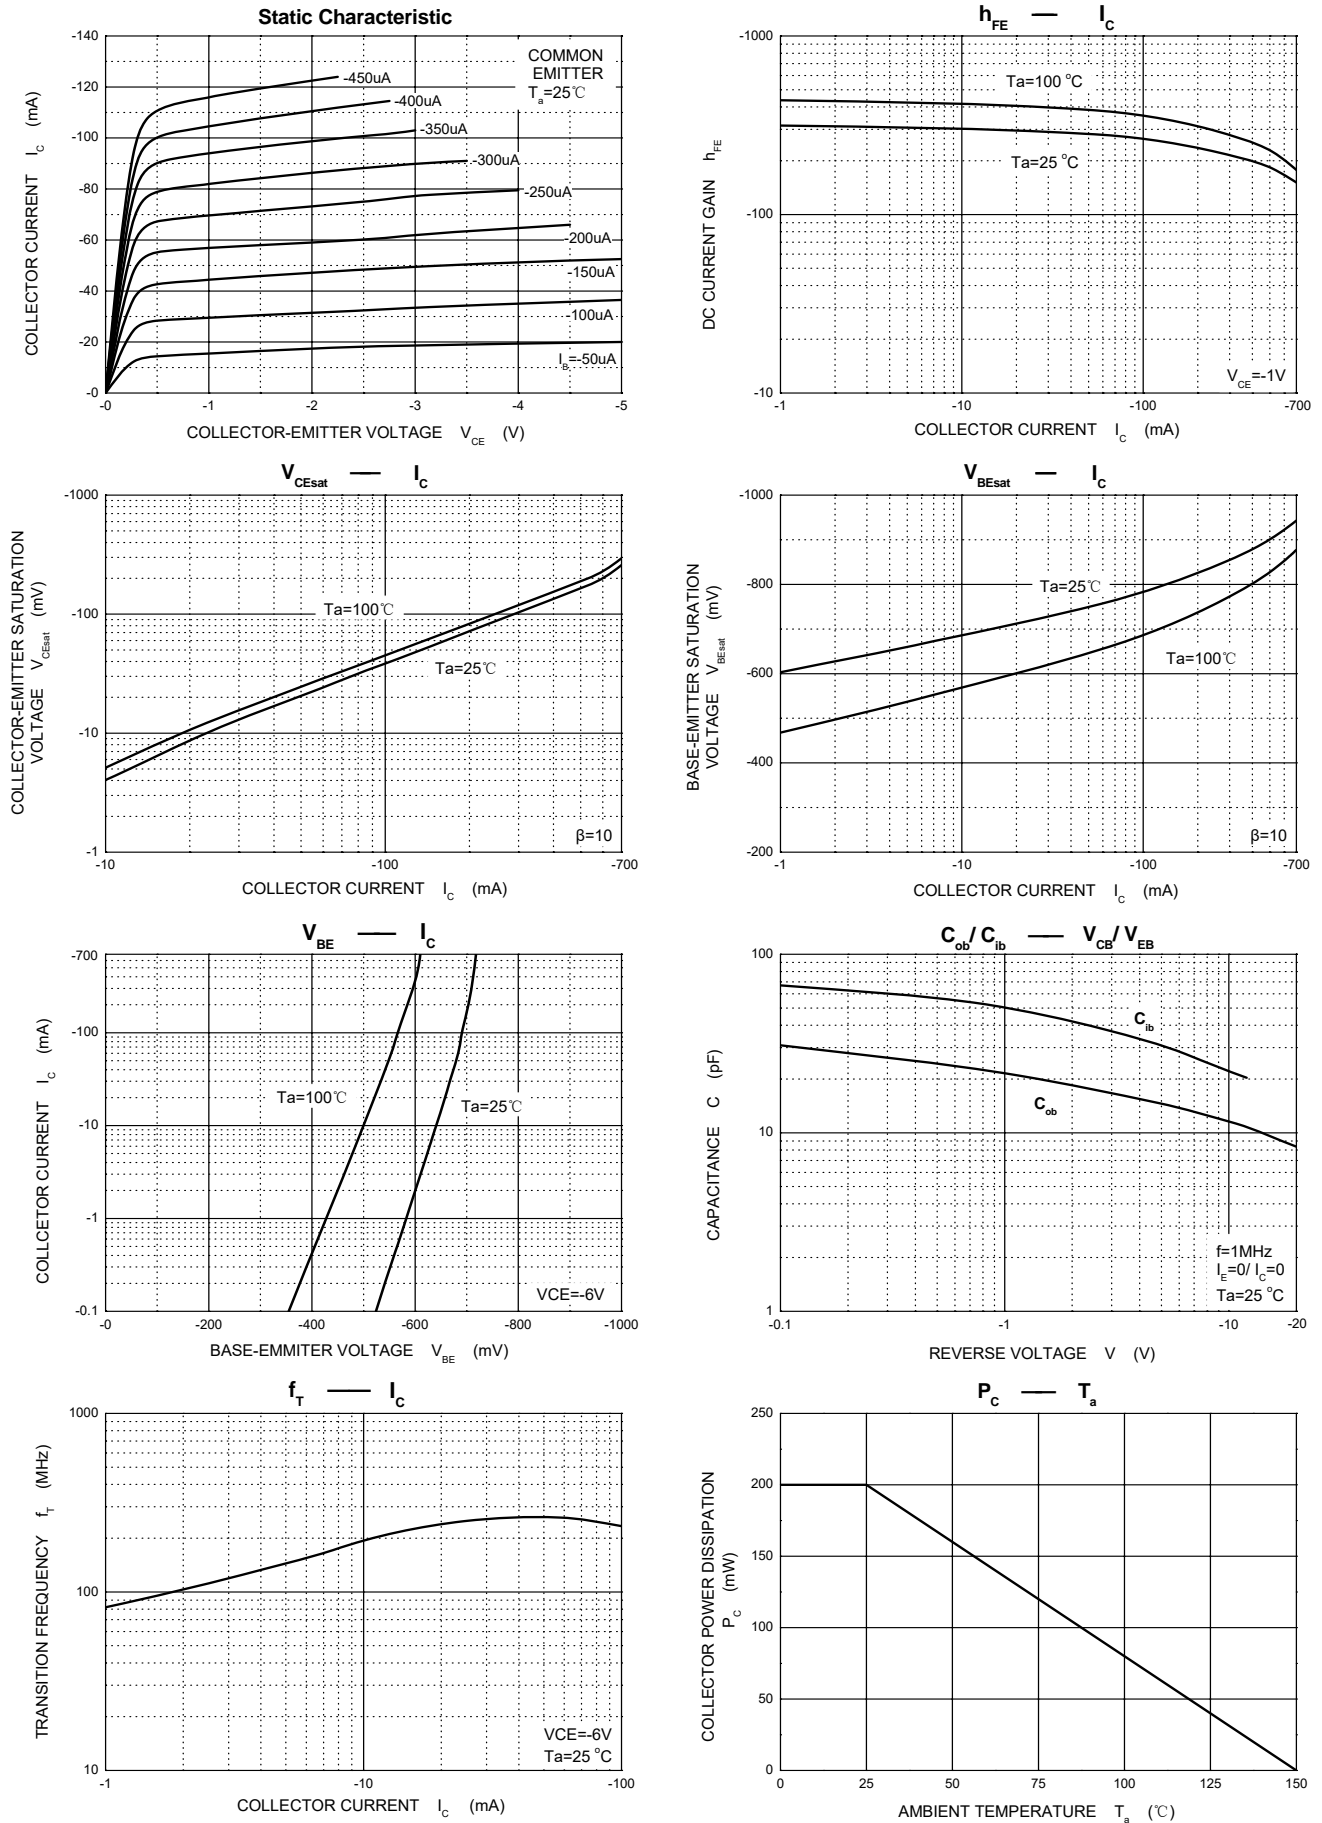 Static Characteristic
-140
-120
-100
-80
-60
-40
-20
-0
-0 -1 -2 -3 -4 -5
COLLECTOR CURRENT I_C (mA)
COLLECTOR-EMITTER VOLTAGE V_CE (V)
COMMON
EMITTER
T_a=25℃
-450uA
-400uA
-350uA
-300uA
-250uA
-200uA
-150uA
-100uA
I_B=-50uA
h_FE — I_C
-1000
-100
-10
-1 -10 -100 -700
DC CURRENT GAIN h_FE
COLLECTOR CURRENT I_C (mA)
Ta=100 °C
Ta=25 °C
V_CE=-1V
V_CEsat — I_C
-1000
-100
-10
-1
-10 -100 -700
COLLECTOR-EMITTER SATURATION
VOLTAGE V_CEsat (mV)
COLLECTOR CURRENT I_C (mA)
Ta=100℃
Ta=25℃
β=10
V_BEsat — I_C
-1000
-800
-600
-400
-200
-1 -10 -100 -700
BASE-EMITTER SATURATION
VOLTAGE V_BEsat (mV)
COLLECTOR CURRENT I_C (mA)
Ta=25℃
Ta=100℃
β=10
V_BE — I_C
-700
-100
-10
-1
-0.1
-0 -200 -400 -600 -800 -1000
COLLCETOR CURRENT I_C (mA)
BASE-EMMITER VOLTAGE V_BE (mV)
Ta=100℃
Ta=25℃
VCE=-6V
C_ob/ C_ib — V_CB/ V_EB
100
10
1
-0.1 -1 -10 -20
CAPACITANCE C (pF)
REVERSE VOLTAGE V (V)
C_ib
C_ob
f=1MHz
I_E=0/ I_C=0
Ta=25 °C
f_T — I_C
1000
100
10
-1 -10 -100
TRANSITION FREQUENCY f_T (MHz)
COLLECTOR CURRENT I_C (mA)
VCE=-6V
Ta=25 °C
P_C — T_a
250
200
150
100
50
0
0 25 50 75 100 125 150
COLLECTOR POWER DISSIPATION
P_C (mW)
AMBIENT TEMPERATURE T_a (℃)